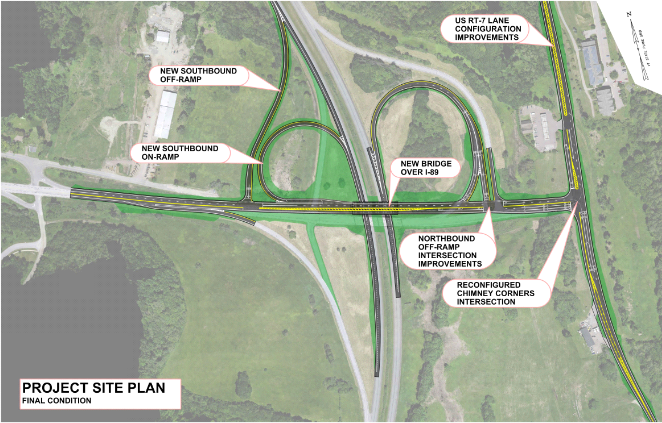 US RT-7 LANE
CONFIGURATION
IMPROVEMENTS
N
NEW SOUTHBOUND
OFF-RAMP
NEW SOUTHBOUND
ON-RAMP
NEW BRIDGE
OVER I-89
NORTHBOUND
OFF-RAMP
INTERSECTION
IMPROVEMENTS
RECONFIGURED
CHIMNEY CORNERS
INTERSECTION
PROJECT SITE PLAN
FINAL CONDITION